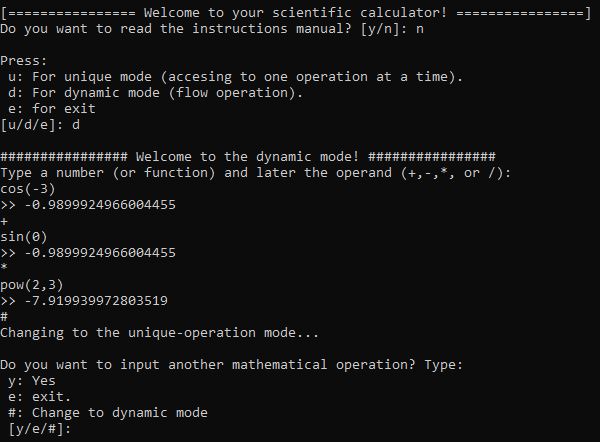 [================ Welcome to your scientific calculator! ================]
Do you want to read the instructions manual? [y/n]: n
Press:
u: For unique mode (accesing to one operation at a time).
d: For dynamic mode (flow operation).
e: for exit
[u/d/e]: d
################ Welcome to the dynamic mode! ################
Type a number (or function) and later the operand (+,-,*, or /):
cos(-3)
>> -0.9899924966004455
+
sin(0)
>> -0.9899924966004455
*
pow(2,3)
>> -7.919939972803519
#
Changing to the unique-operation mode...
Do you want to input another mathematical operation? Type:
y: Yes
e: exit.
#: Change to dynamic mode
[y/e/#]: